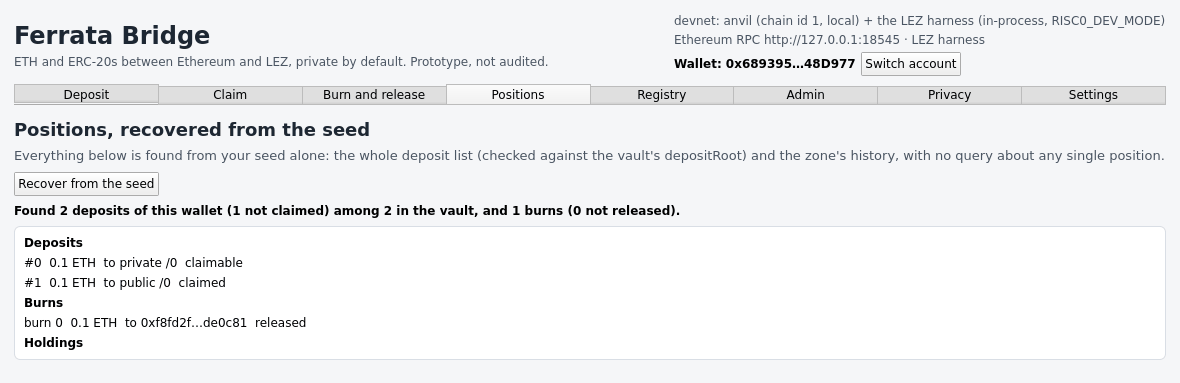 Ferrata Bridge
ETH and ERC-20s between Ethereum and LEZ, private by default. Prototype, not audited.
devnet: anvil (chain id 1, local) + the LEZ harness (in-process, RISC0_DEV_MODE)
Ethereum RPC http://127.0.0.1:18545 · LEZ harness
Wallet: 0x689395...48D977 Switch account
Deposit Claim Burn and release Positions Registry Admin Privacy Settings
Positions, recovered from the seed
Everything below is found from your seed alone: the whole deposit list (checked against the vault's depositRoot) and the zone's history, with no query about any single position.
Recover from the seed
Found 2 deposits of this wallet (1 not claimed) among 2 in the vault, and 1 burns (0 not released).
Deposits
#0 0.1 ETH to private /0 claimable
#1 0.1 ETH to public /0 claimed
Burns
burn 0 0.1 ETH to 0xf8fd2f...de0c81 released
Holdings